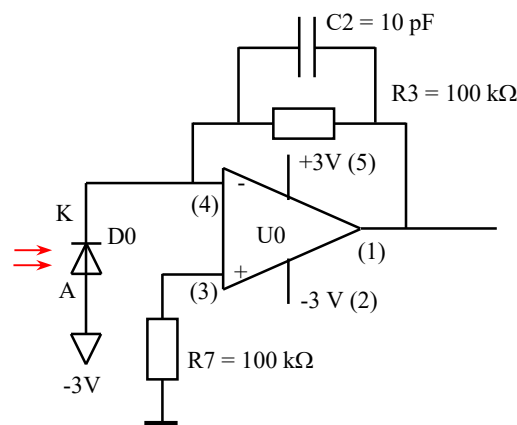 C2 = 10 pF
R3 = 100 kΩ
+3V (5)
K
(4)
-
D0
U0
(1)
A
(3)
+
-3 V (2)
R7 = 100 kΩ
-3V